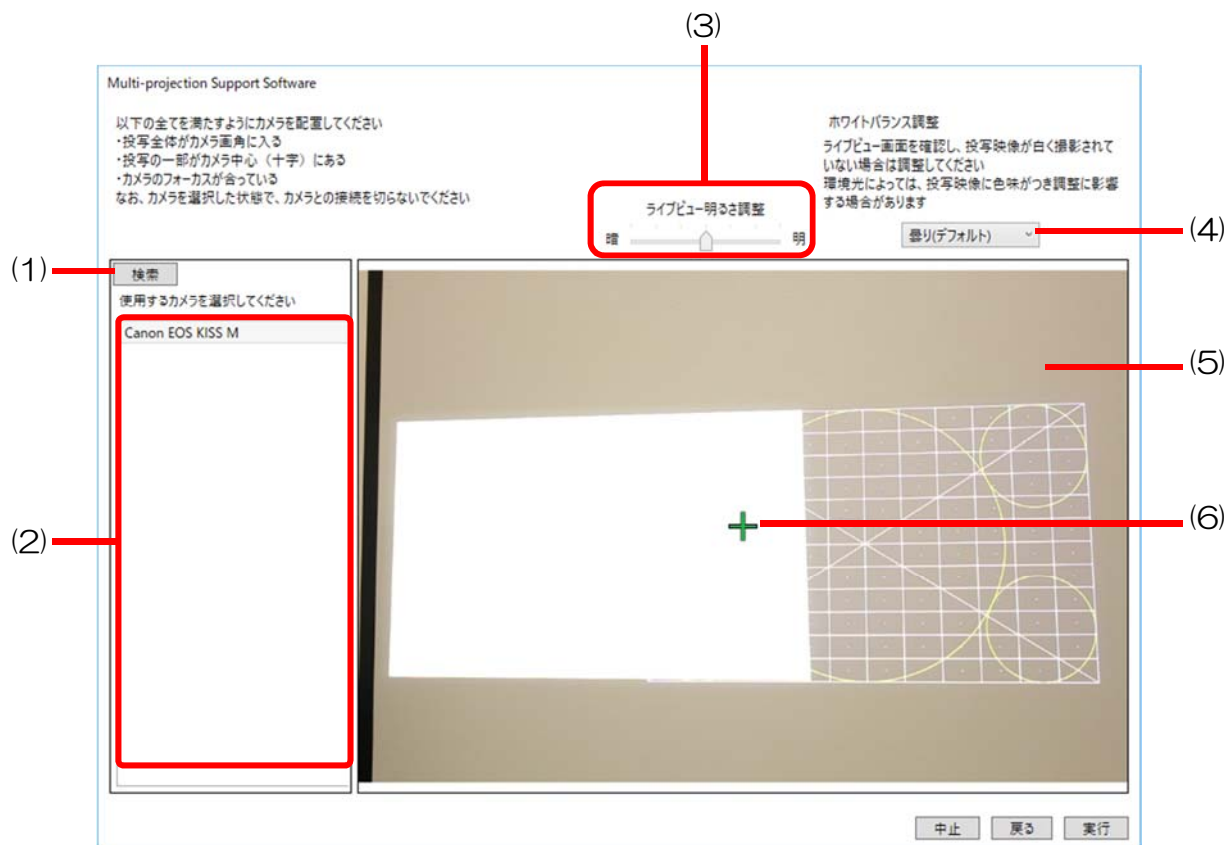 (3)
Multi-projection Support Software
以下の全てを満たすようにカメラを配置してください
・投写全体がカメラ画角に入る
・投写の一部がカメラ中心（十字）にある
・カメラのフォーカスが合っている
なお、カメラを選択した状態で、カメラとの接続を切らないでください
ライブビュー明るさ調整
暗 明
ホワイトバランス調整
ライブビュー画面を確認し、投写映像が白く撮影されて
いない場合は調整してください
環境光によっては、投写映像に色味がつき調整に影響
する場合があります
曇り(デフォルト)
(4)
(1)
検索
使用するカメラを選択してください
Canon EOS KISS M
(2)
(5)
(6)
中止 戻る 実行